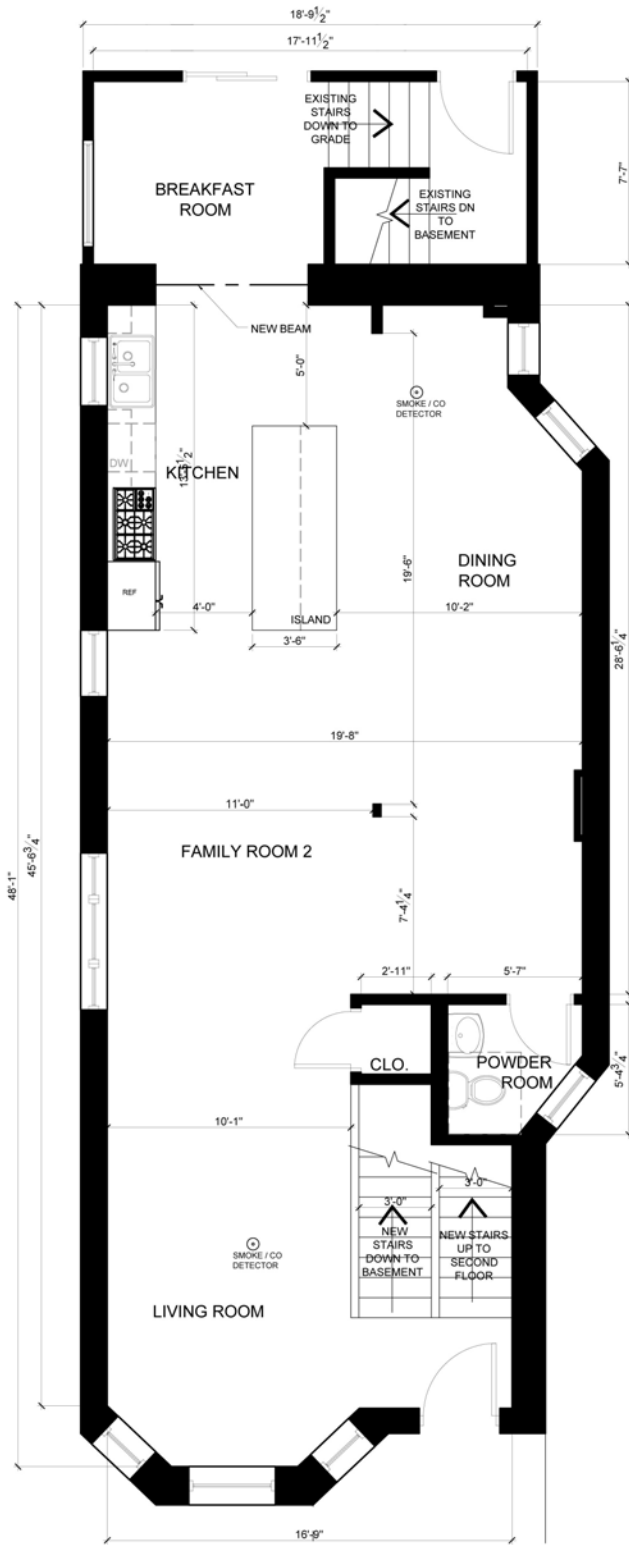 18'-9½"
17'-11½"
EXISTING
STAIRS
DOWN TO
GRADE
7'-7"
BREAKFAST
ROOM
EXISTING
STAIRS DN
TO
BASEMENT
NEW BEAM
5'-0"
SMOKE / CO
DETECTOR
DW
KITCHEN
DINING
ROOM
19'-6"
REF
4'-0"
ISLAND
10'-2"
3'-6"
28'-6¼"
19'-8"
11'-0"
48'-1"
45'-6¾"
FAMILY ROOM 2
7'-4¼"
2'-11"
5'-7"
CLO.
POWDER
ROOM
5'-4¾"
10'-1"
3'-0"
3'-0"
NEW
STAIRS
DOWN TO
BASEMENT
NEW STAIRS
UP TO
SECOND
FLOOR
SMOKE / CO
DETECTOR
LIVING ROOM
16'-9"